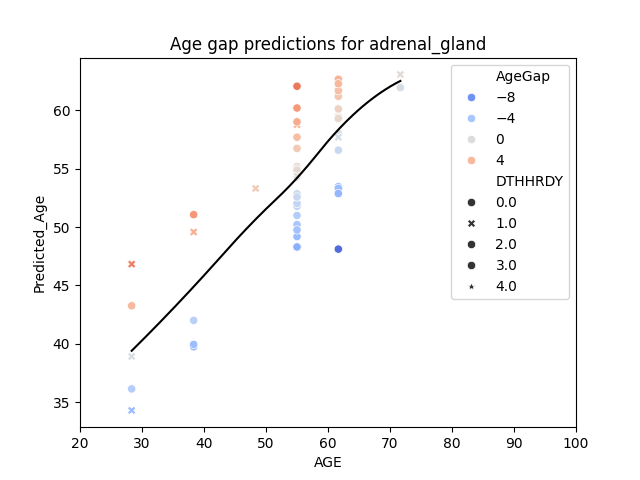 Age gap predictions for adrenal_gland
Predicted_Age
60
55
50
45
40
35
20 30 40 50 60 70 80 90 100
AGE
AgeGap
−8
−4
0
4
DTHHRDY
0.0
1.0
2.0
3.0
4.0